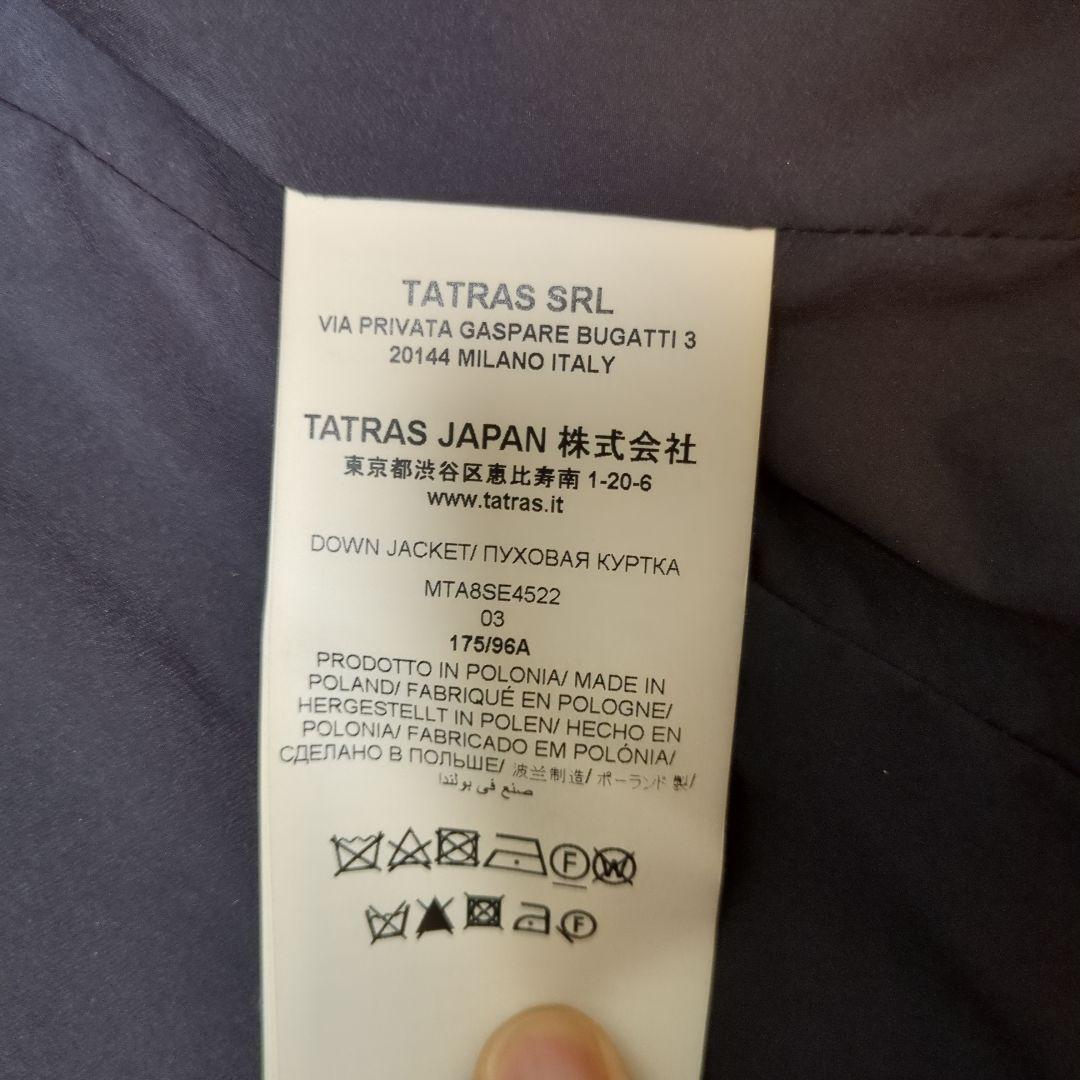 TATRAS SRL
VIA PRIVATA GASPARE BUGATTI 3
20144 MILANO ITALY
TATRAS JAPAN 株式会社
東京都渋谷区恵比寿南 1-20-6
www.tatras.it
DOWN JACKET/ ПУХОВАЯ КУРТКА
MTA8SE4522
03
175/96A
PRODOTTO IN POLONIA/ MADE IN
POLAND/ FABRIQUÉ EN POLOGNE/
HERGESTELLT IN POLEN/ HECHO EN
POLONIA/ FABRICADO EM POLÓNIA/
СДЕЛАНО В ПОЛЬШЕ/ 波兰制造/ ポーランド 製/
صنع في بولندا
F W
F